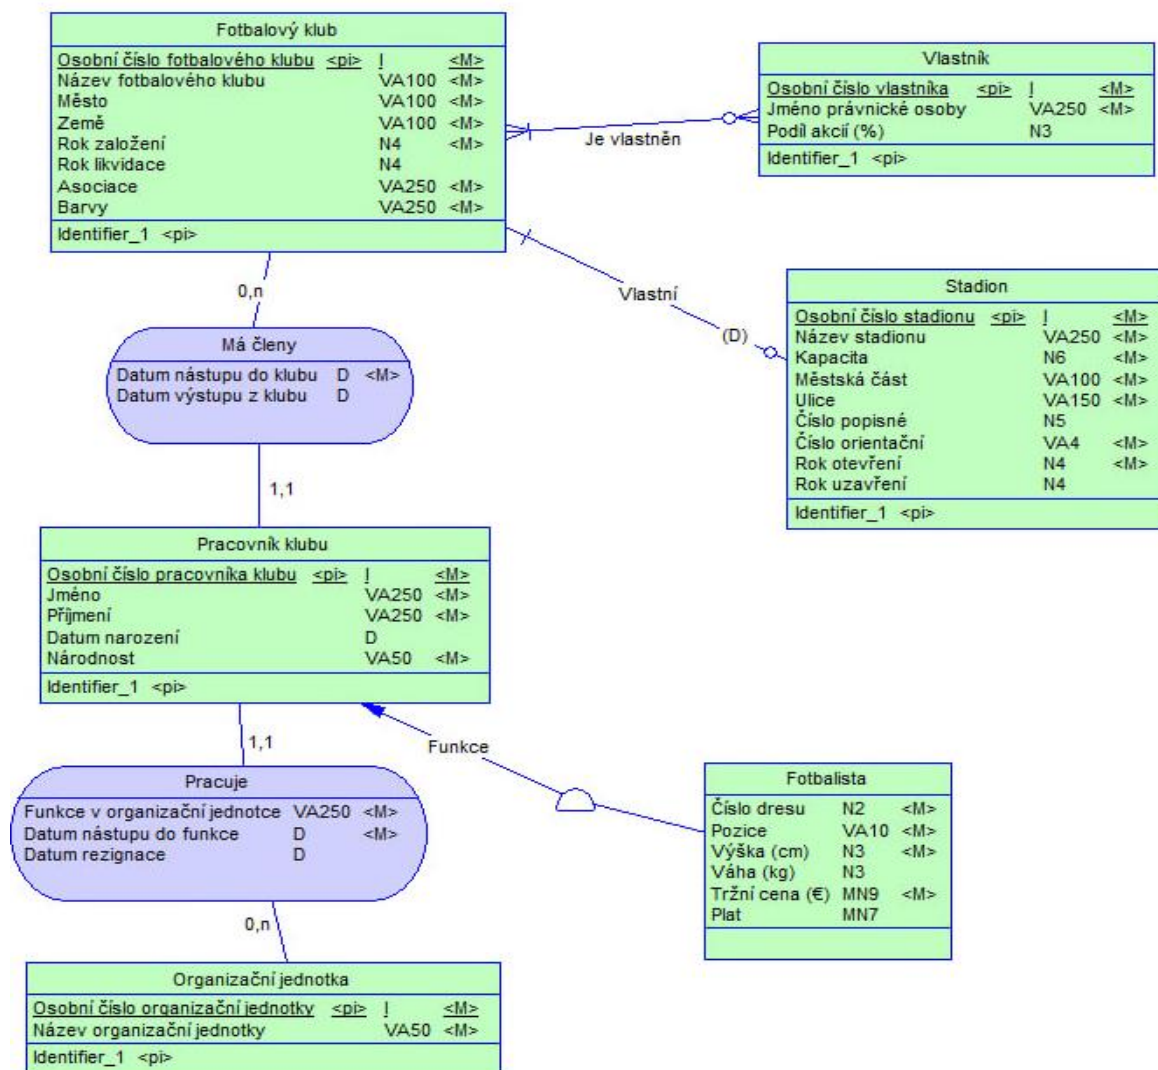 Fotbalový klub
Osobní číslo fotbalového klubu <pi> I <M>
Název fotbalového klubu VA100 <M>
Město VA100 <M>
Země VA100 <M>
Rok založení N4 <M>
Rok likvidace N4
Asociace VA250 <M>
Barvy VA250 <M>
Identifier_1 <pi>
Vlastník
Osobní číslo vlastníka <pi> I <M>
Jméno právnické osoby VA250 <M>
Podíl akcií (%) N3
Identifier_1 <pi>
Je vlastněn
Vlastní
(D)
Stadion
Osobní číslo stadionu <pi> I <M>
Název stadionu VA250 <M>
Kapacita N6 <M>
Městská část VA100 <M>
Ulice VA150 <M>
Číslo popisné N5
Číslo orientační VA4 <M>
Rok otevření N4 <M>
Rok uzavření N4
Identifier_1 <pi>
0,n
Má členy
Datum nástupu do klubu D <M>
Datum výstupu z klubu D
1,1
Pracovník klubu
Osobní číslo pracovníka klubu <pi> I <M>
Jméno VA250 <M>
Příjmení VA250 <M>
Datum narození D
Národnost VA50 <M>
Identifier_1 <pi>
1,1
Funkce
Pracuje
Funkce v organizační jednotce VA250 <M>
Datum nástupu do funkce D <M>
Datum rezignace D
Fotbalista
Číslo dresu N2 <M>
Pozice VA10 <M>
Výška (cm) N3 <M>
Váha (kg) N3
Tržní cena (€) MN9 <M>
Plat MN7
0,n
Organizační jednotka
Osobní číslo organizační jednotky <pi> I <M>
Název organizační jednotky VA50 <M>
Identifier_1 <pi>